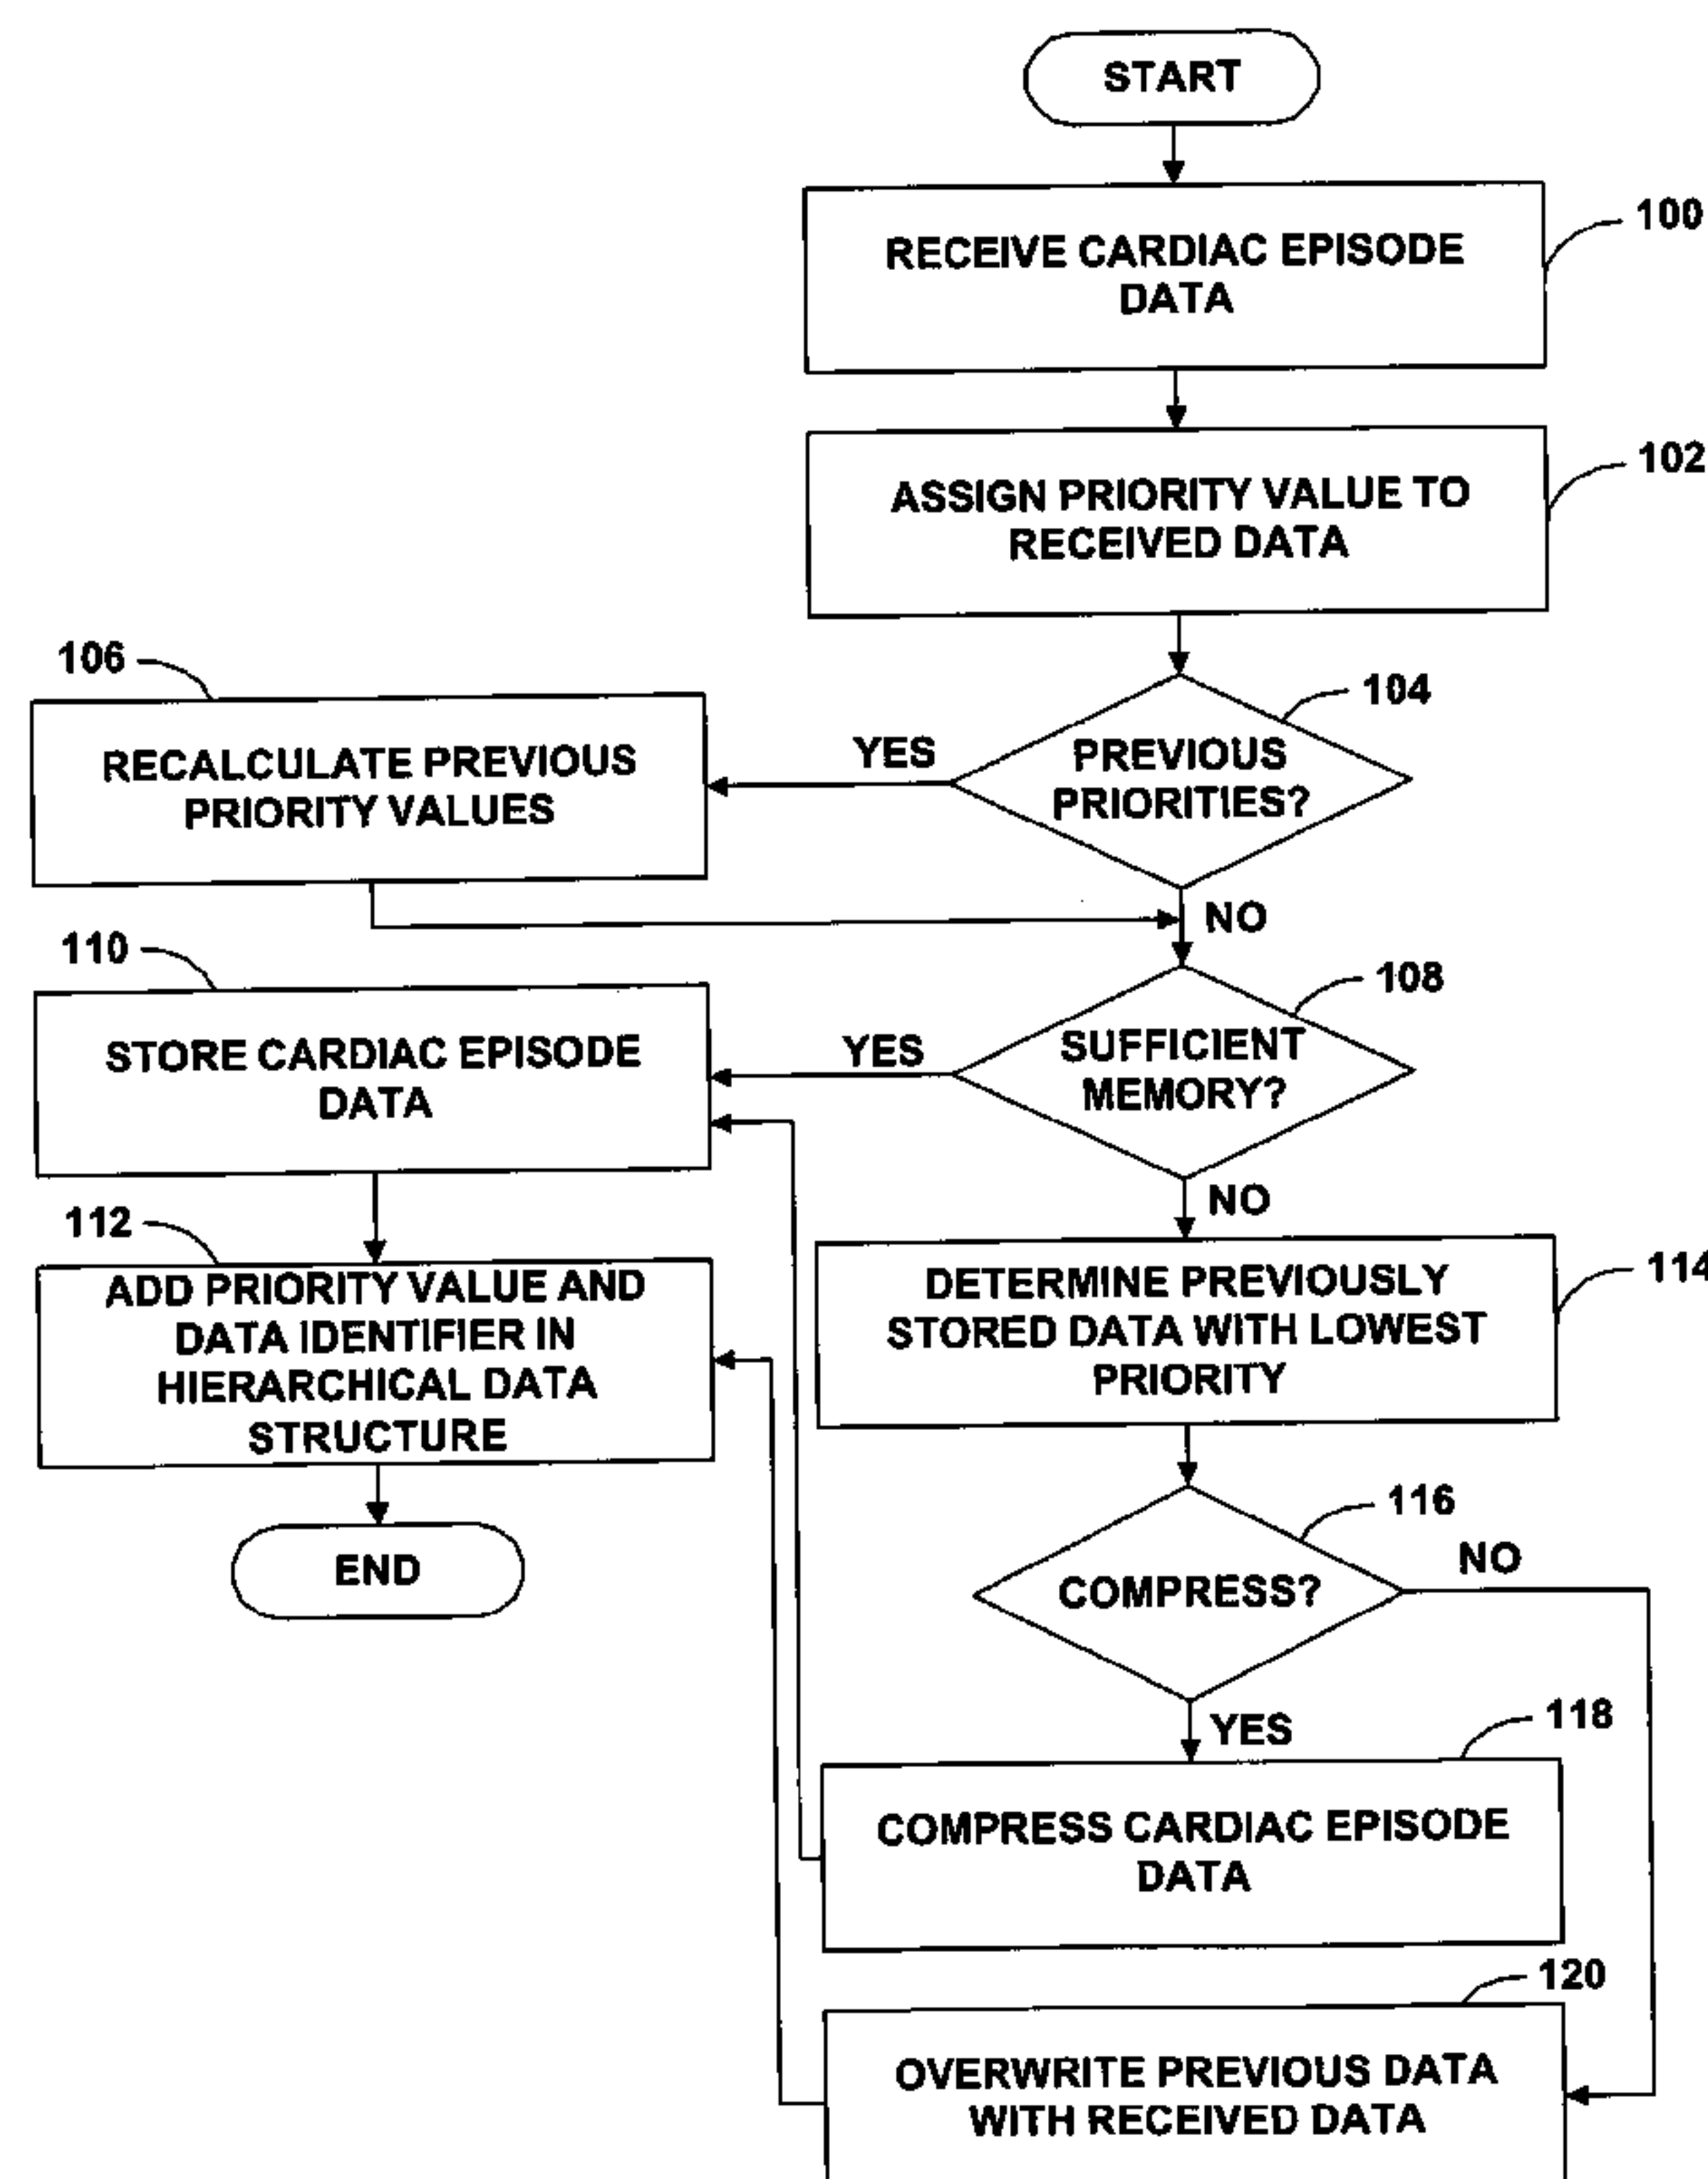 START
RECEIVE CARDIAC EPISODE
DATA
100
ASSIGN PRIORITY VALUE TO
RECEIVED DATA
102
106
RECALCULATE PREVIOUS
PRIORITY VALUES
YES
PREVIOUS
PRIORITIES?
104
NO
110
STORE CARDIAC EPISODE
DATA
YES
SUFFICIENT
MEMORY?
108
NO
112
ADD PRIORITY VALUE AND
DATA IDENTIFIER IN
HIERARCHICAL DATA
STRUCTURE
DETERMINE PREVIOUSLY
STORED DATA WITH LOWEST
PRIORITY
114
END
COMPRESS?
116
NO
YES
118
COMPRESS CARDIAC EPISODE
DATA
120
OVERWRITE PREVIOUS DATA
WITH RECEIVED DATA